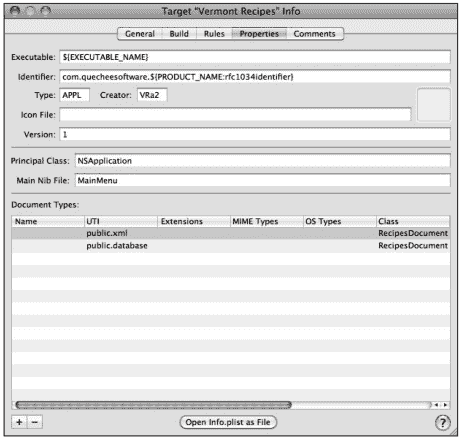 Target "Vermont Recipes" Info
General Build Rules Properties Comments
Executable: ${EXECUTABLE_NAME}
Identifier: com.quecheesoftware.${PRODUCT_NAME:rfc1034identifier}
Type: APPL Creator: VRa2
Icon File:
Version: 1
Principal Class: NSApplication
Main Nib File: MainMenu
Document Types:
Name UTI Extensions MIME Types OS Types Class
public.xml RecipesDocument
public.database RecipesDocument
+ − Open Info.plist as File ?